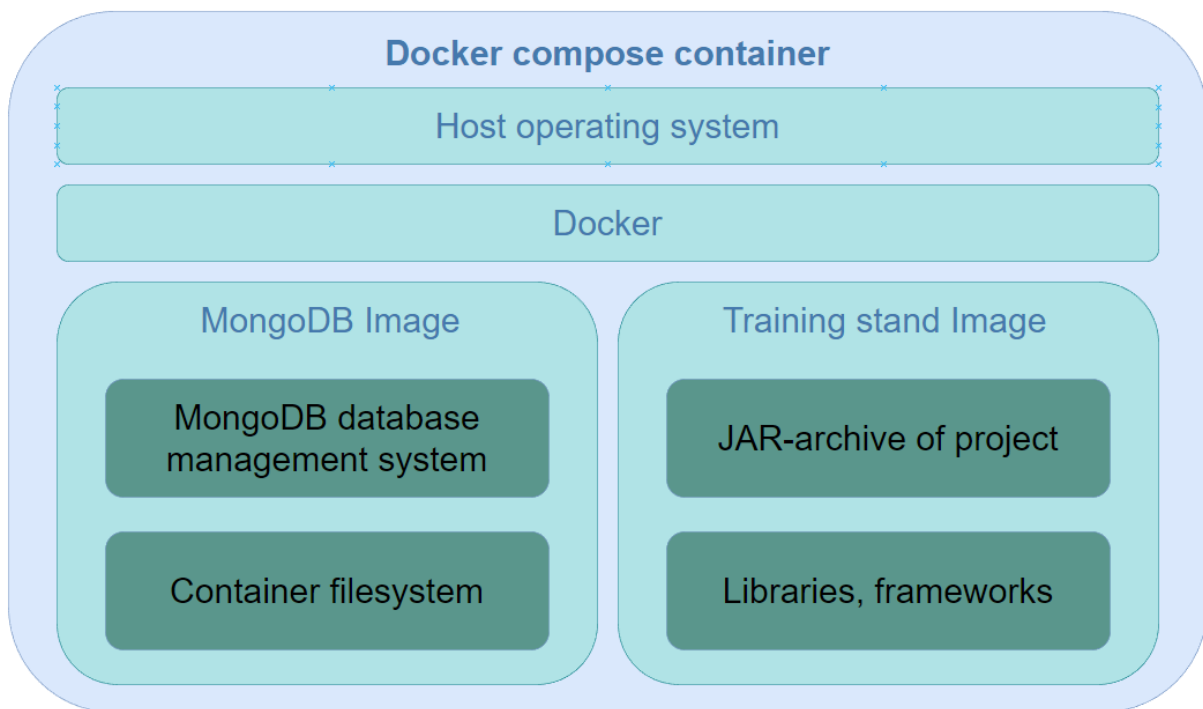 Docker compose container
Host operating system
Docker
MongoDB Image
MongoDB database
management system
Container filesystem
Training stand Image
JAR-archive of project
Libraries, frameworks